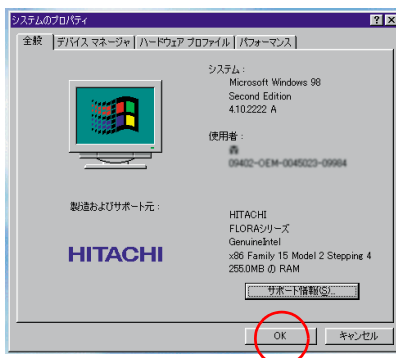 システムのプロパティ
全般
デバイス マネージャ
ハードウェア プロファイル
パフォーマンス
システム:
Microsoft Windows 98
Second Edition
4.10.2222 A
使用者:
製造およびサポート元:
HITACHI
HITACHI
FLORAシリーズ
GenuineIntel
x86 Family 15 Model 2 Stepping 4
255.0MB の RAM
サポート情報(S)...
OK
キャンセル